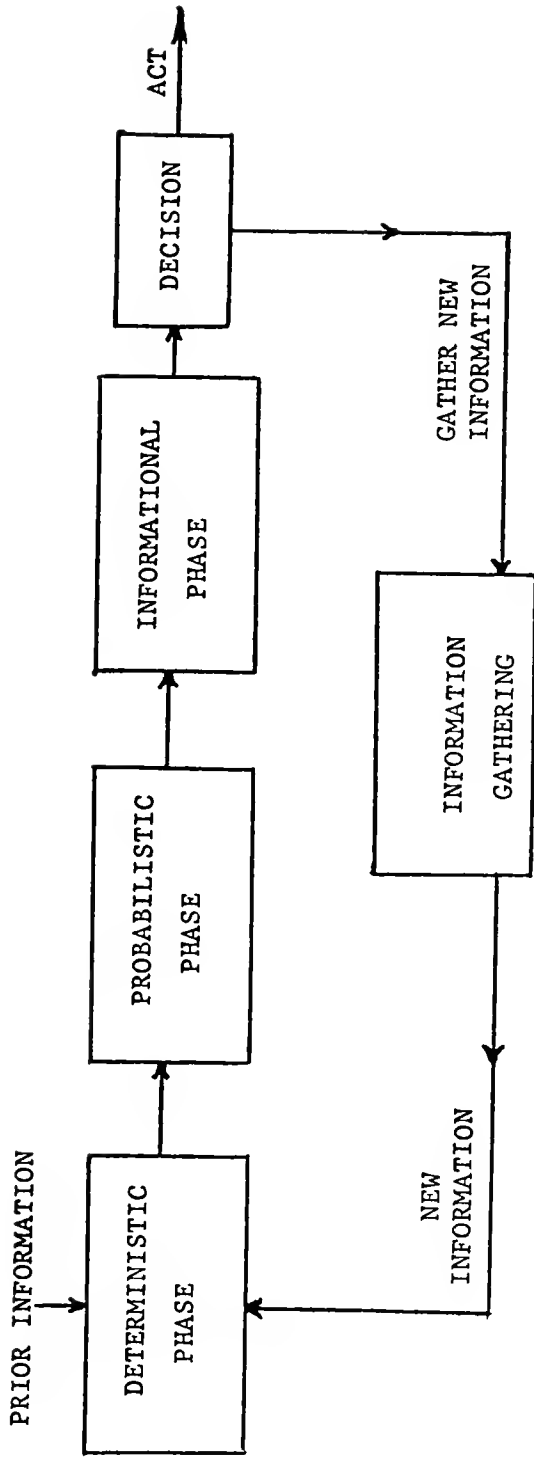 PRIOR INFORMATION
DETERMINISTIC
PHASE
PROBABILISTIC
PHASE
INFORMATIONAL
PHASE
DECISION
ACT
GATHER NEW
INFORMATION
INFORMATION
GATHERING
NEW
INFORMATION